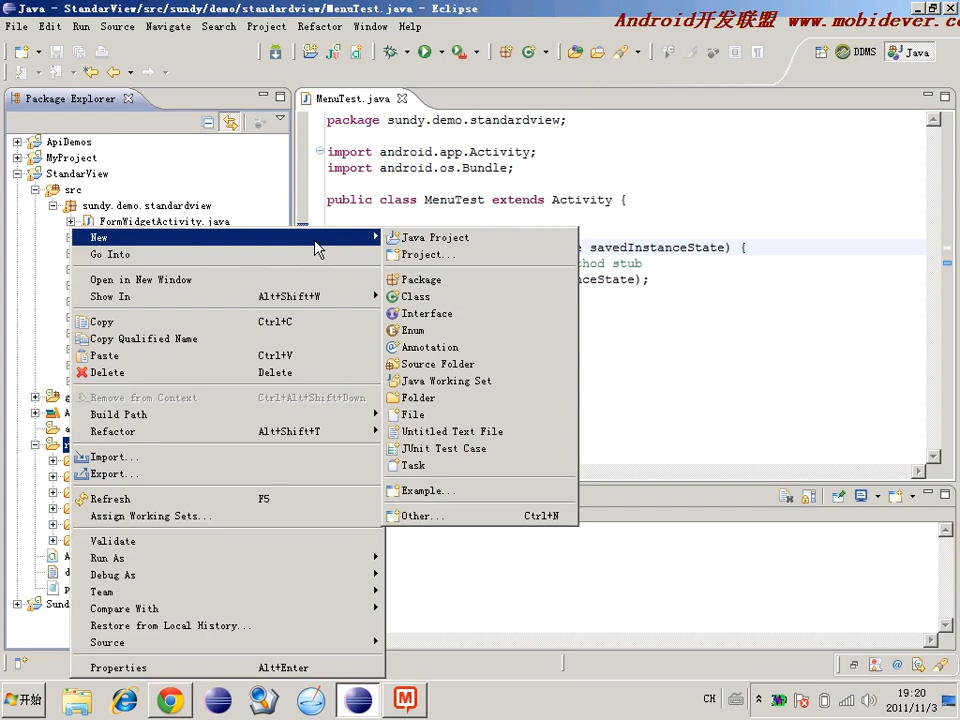 Java - StandarView/src/sundy/demo/standardview/MenuTest.java - Eclipse
File Edit Run Source Navigate Search Project Refactor Window Help
Android开发联盟 www.mobidever.co
DDMS Java
Package Explorer
MenuTest.java
ApiDemos
MyProject
StandarView
src
sundy.demo.standardview
FormWidgetActivity.java
package sundy.demo.standardview;
import android.app.Activity;
import android.os.Bundle;
public class MenuTest extends Activity {
savedInstanceState) {
hod stub
ceState);
New
Go Into
Open in New Window
Show In Alt+Shift+W
Copy Ctrl+C
Copy Qualified Name
Paste Ctrl+V
Delete Delete
Remove from Context Ctrl+Alt+Shift+Down
Build Path
Refactor Alt+Shift+T
Import...
Export...
Refresh F5
Assign Working Sets...
Validate
Run As
Debug As
Team
Compare With
Restore from Local History...
Source
Properties Alt+Enter
Java Project
Project...
Package
Class
Interface
Enum
Annotation
Source Folder
Java Working Set
Folder
File
Untitled Text File
JUnit Test Case
Task
Example...
Other... Ctrl+N
Sund
开始
CH
19:20
2011/11/3